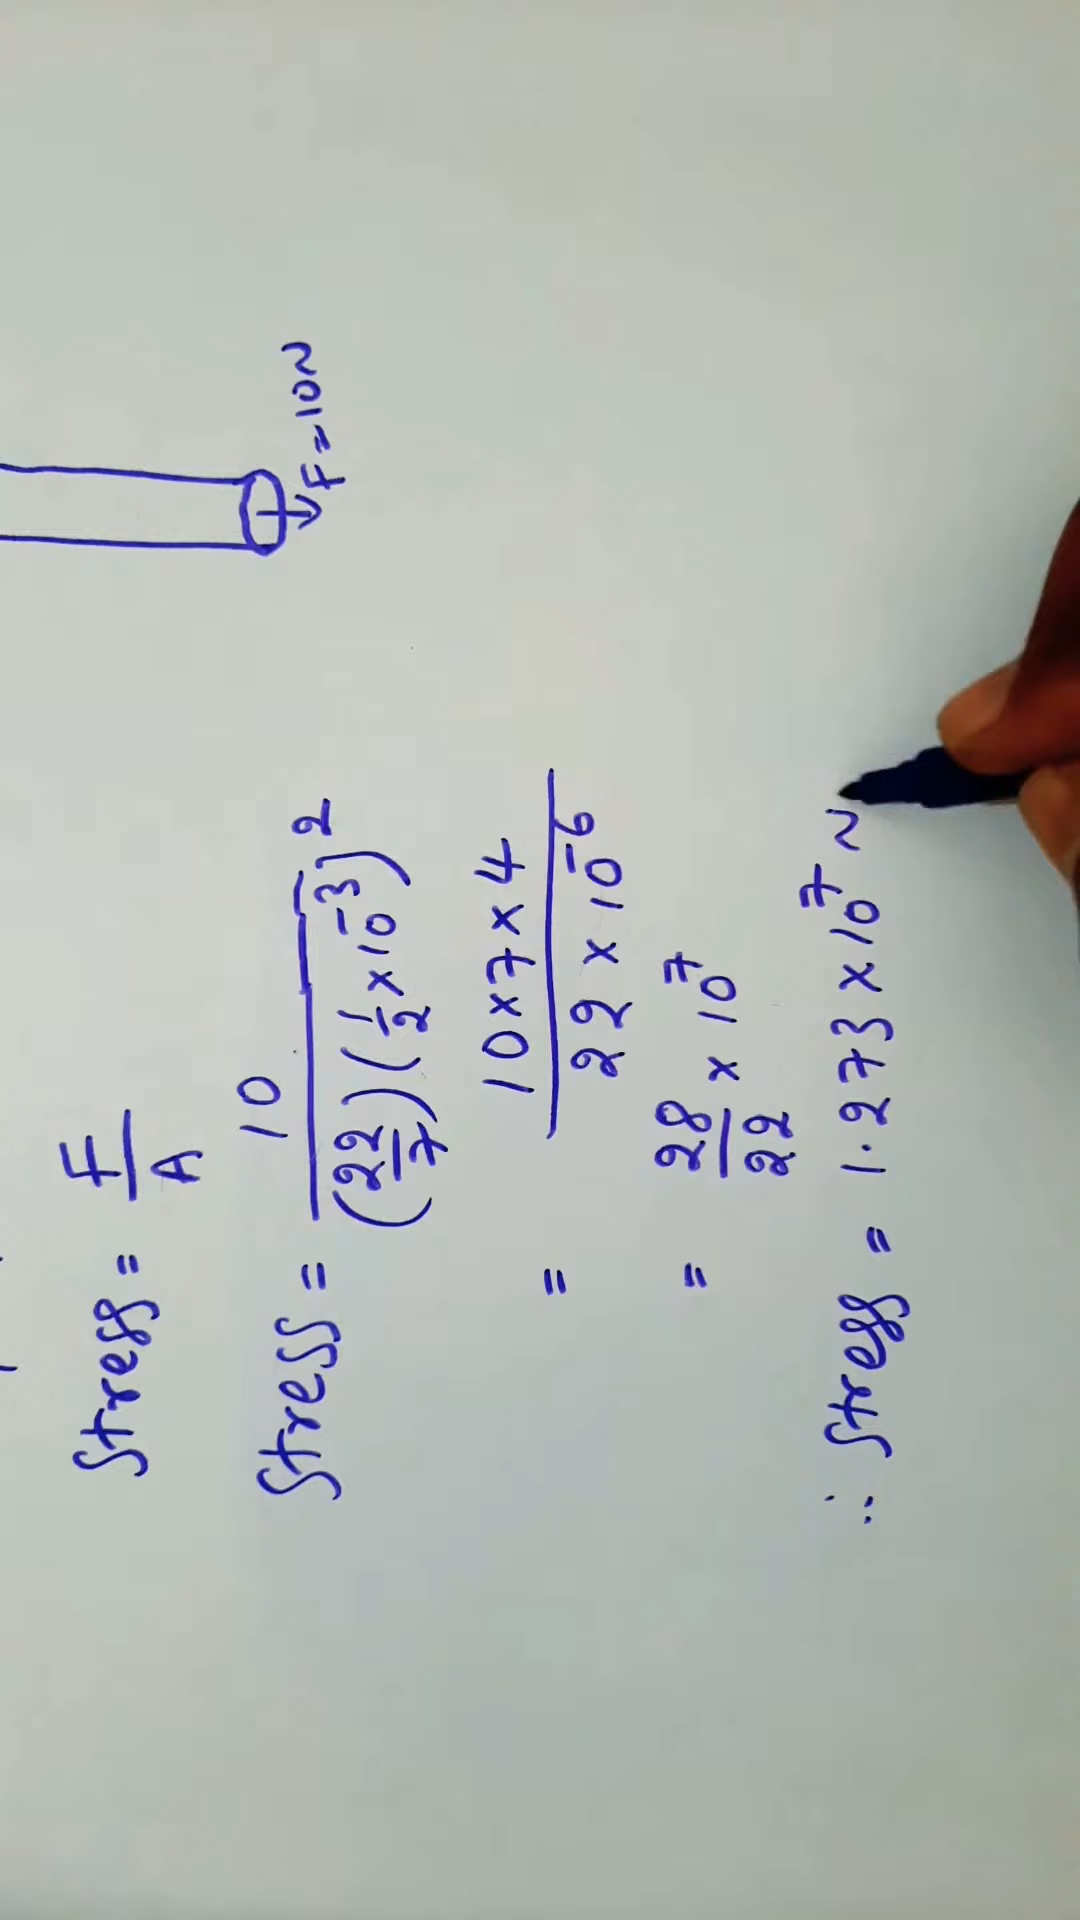 F=10N
Stress = F/A
Stress = 10/((22/7)(1/2 × 10⁻³)²)
= (10×7×4)/(22 × 10⁻⁶)
= 28/22 × 10⁷
∴ Stress = 1.273 × 10⁷ N